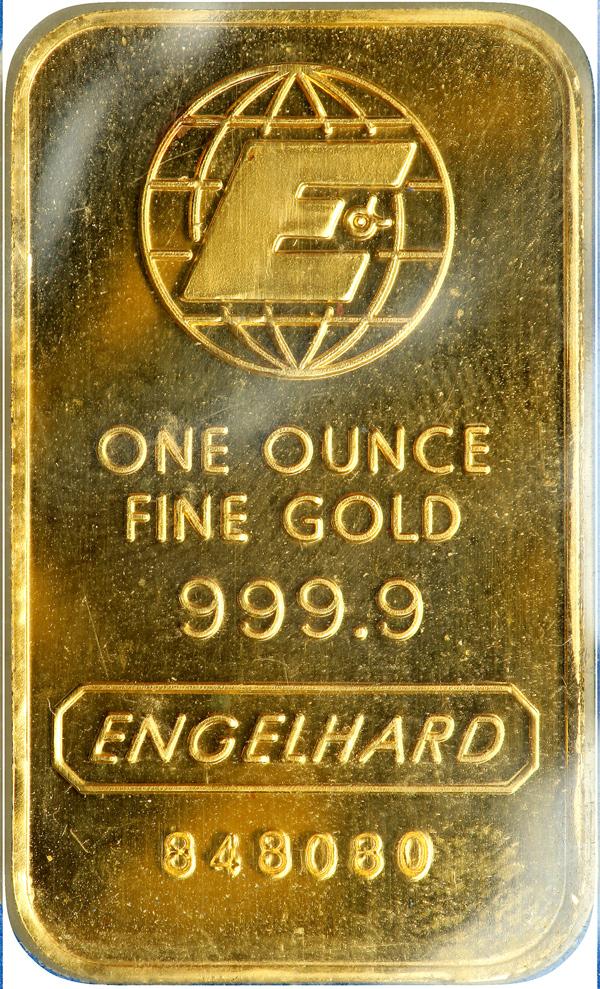 E
ONE OUNCE
FINE GOLD
999.9
ENGELHARD
848080